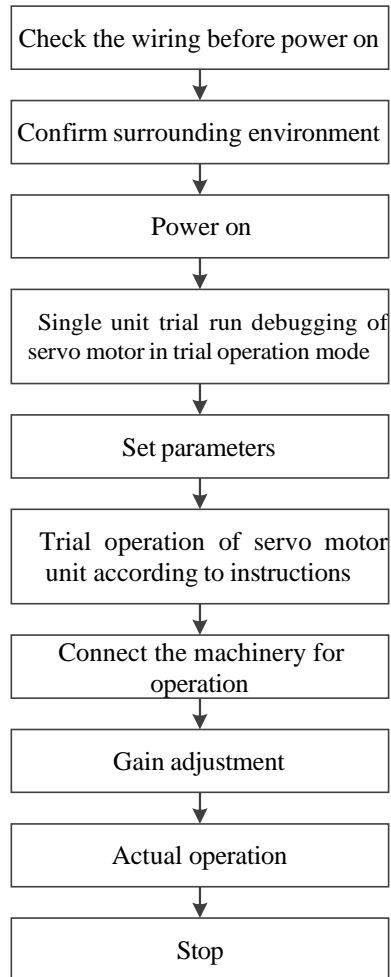 Check the wiring before power on
Confirm surrounding environment
Power on
Single unit trial run debugging of
servo motor in trial operation mode
Set parameters
Trial operation of servo motor
unit according to instructions
Connect the machinery for
operation
Gain adjustment
Actual operation
Stop